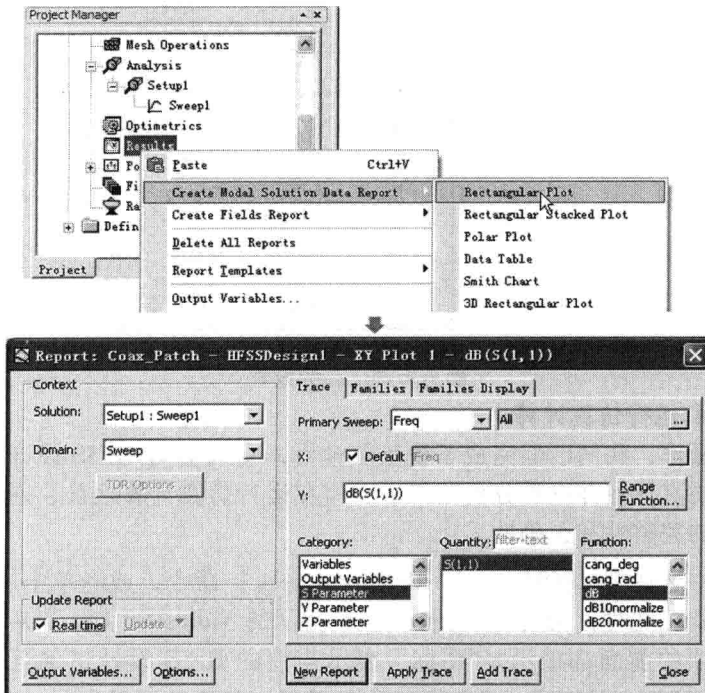 Project Manager
Mesh Operations
Analysis
Setup1
Sweep1
Optimetrics
Results
Po
Fi
Ra
Defin
Project
Paste Ctrl+V
Create Modal Solution Data Report
Create Fields Report
Delete All Reports
Report Templates
Output Variables...
Rectangular Plot
Rectangular Stacked Plot
Polar Plot
Data Table
Smith Chart
3D Rectangular Plot
Report: Coax_Patch - HFSSDesign1 - XY Plot 1 - dB(S(1,1))
Context
Solution: Setup1 : Sweep1
Domain: Sweep
TDR Options ...
Update Report
Real time Update
Output Variables... Options...
Trace Families Families Display
Primary Sweep: Freq All ...
X: Default Freq ...
Y: dB(S(1,1)) Range Function...
Category: Quantity: filter-text Function:
Variables
Output Variables
S Parameter
Y Parameter
Z Parameter
S(1,1)
cang_deg
cang_rad
dB
dB10normalize
dB20normalize
New Report Apply Trace Add Trace Close